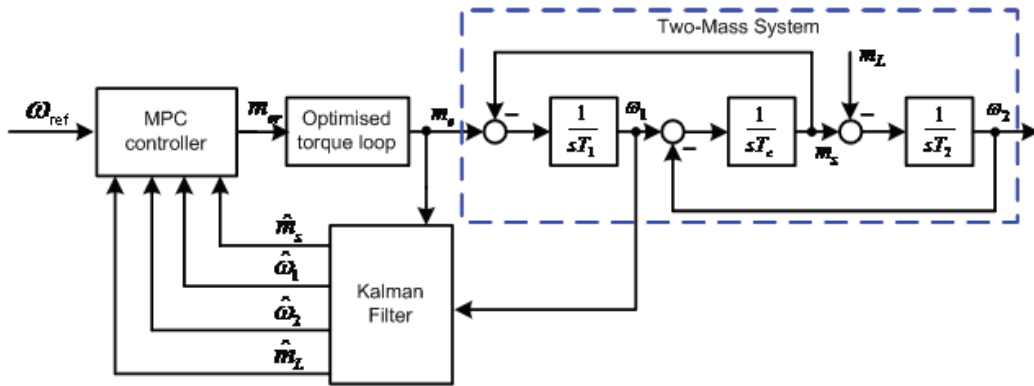 Two-Mass System
ω_ref
MPC controller
m_er
Optimised torque loop
m_e
−
1/(sT_1)
ω_1
−
1/(sT_c)
m_s
m_L
−
1/(sT_2)
ω_2
m̂_s
ω̂_1
ω̂_2
m̂_L
Kalman Filter